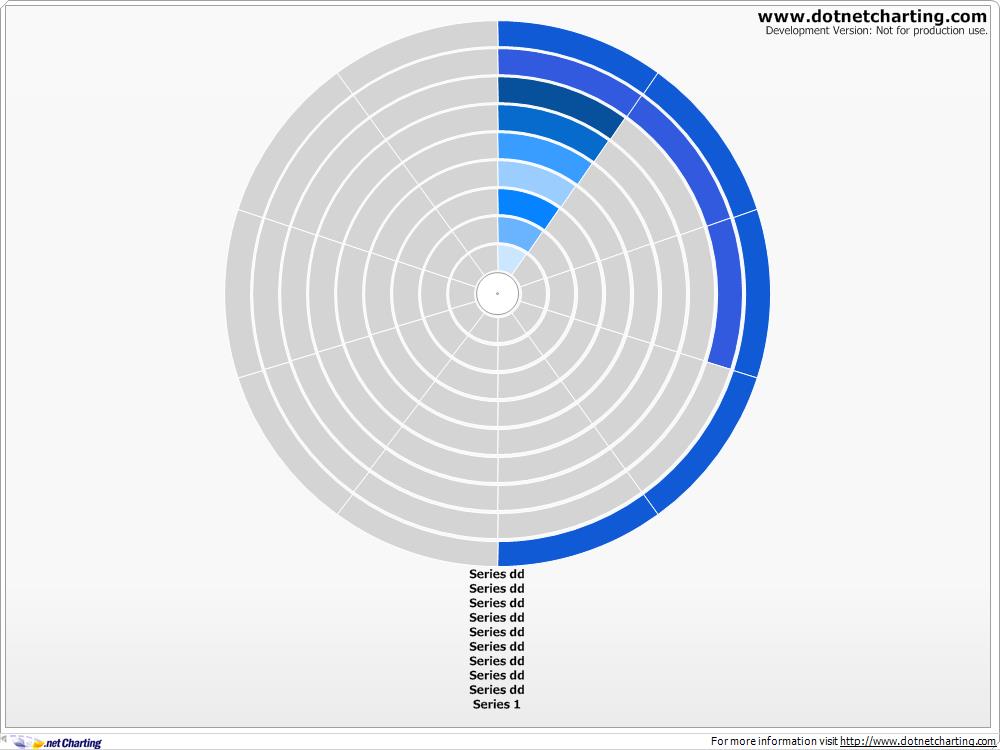 www.dotnetcharting.com
Development Version: Not for production use.
Series dd
Series dd
Series dd
Series dd
Series dd
Series dd
Series dd
Series dd
Series dd
Series 1
.net Charting
For more information visit http://www.dotnetcharting.com